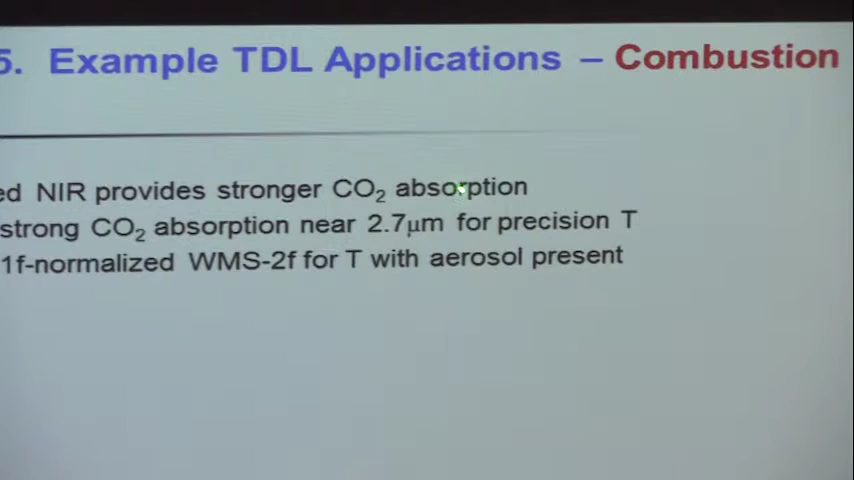 5. Example TDL Applications – Combustion
ed NIR provides stronger CO₂ absorption
strong CO₂ absorption near 2.7μm for precision T
1f-normalized WMS-2f for T with aerosol present